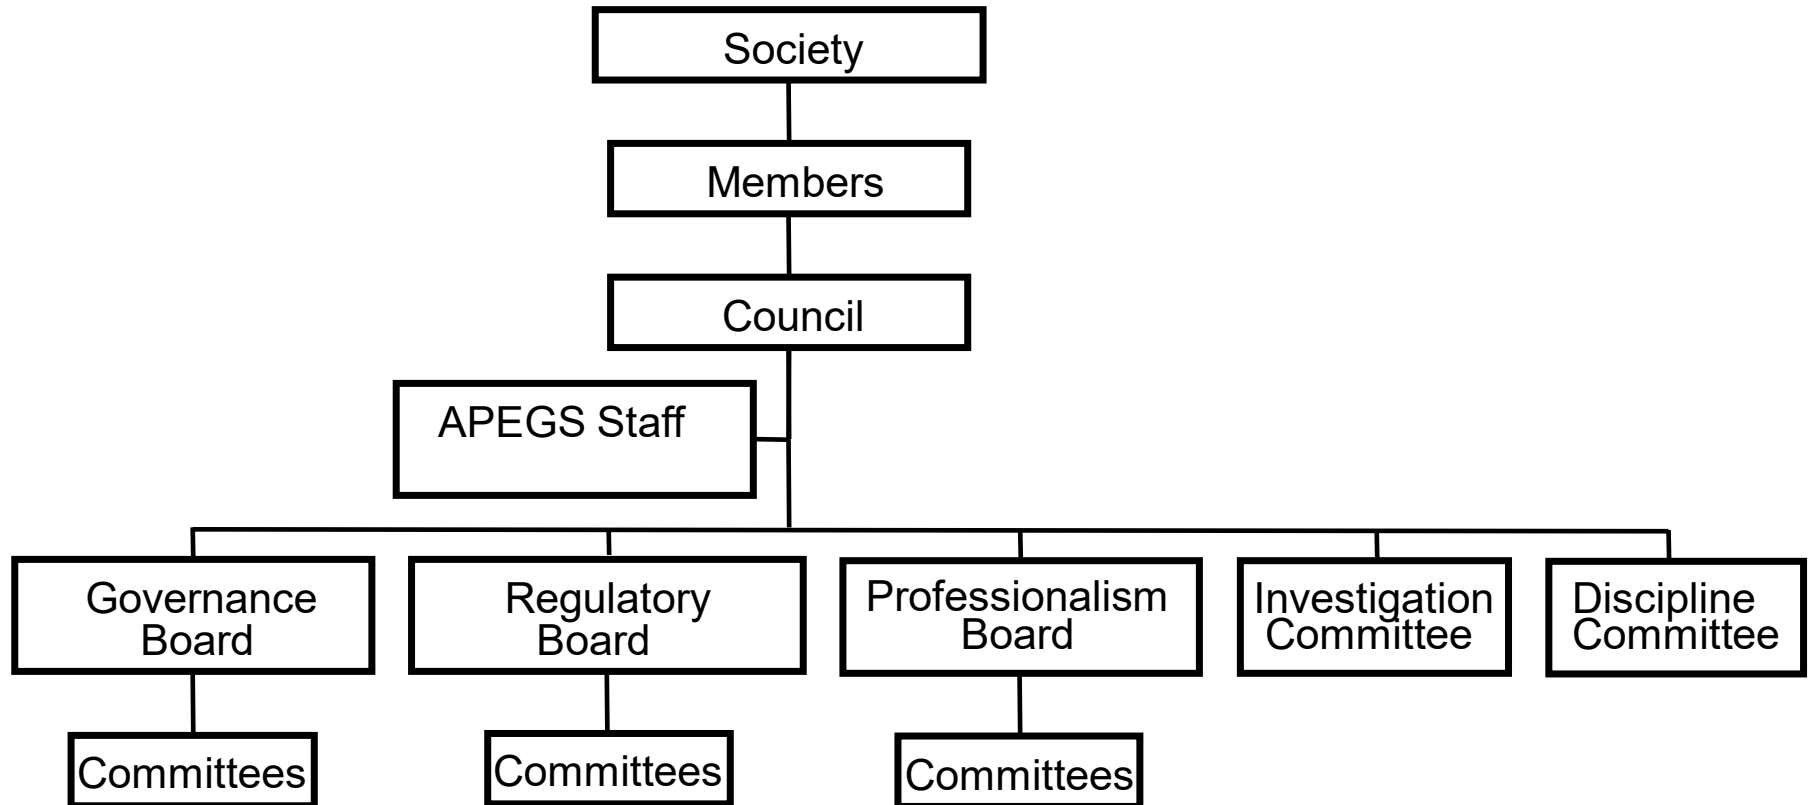 Society
Members
Council
APEGS Staff
Governance
Board
Regulatory
Board
Professionalism
Board
Investigation
Committee
Discipline
Committee
Committees
Committees
Committees